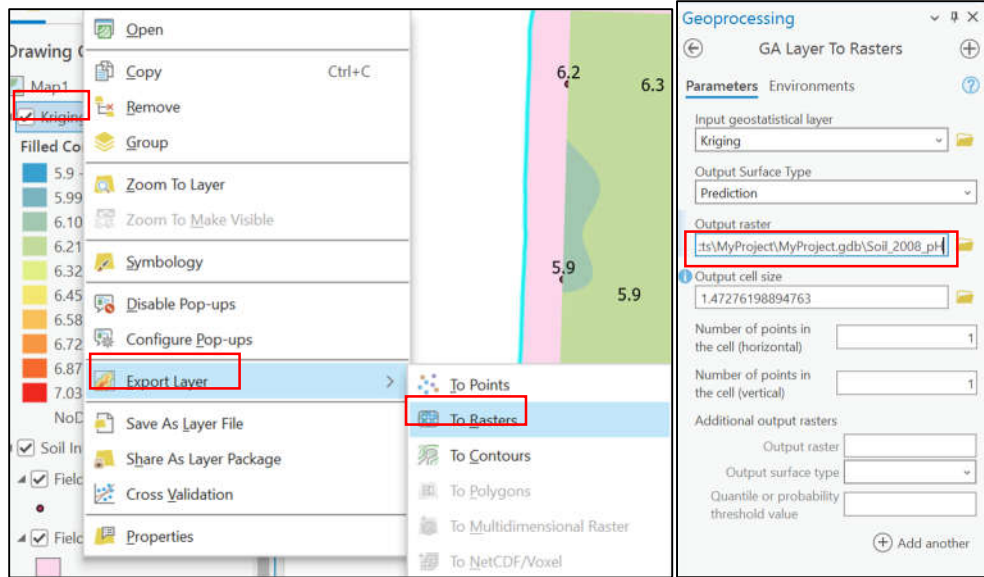 Drawing
Map1
Kriging
Filled Co
5.9 -
5.99
6.10
6.21
6.32
6.45
6.58
6.72
6.87
7.03
NoD
Soil In
Field
Field
Open
Copy Ctrl+C
Remove
Group
Zoom To Layer
Zoom To Make Visible
Symbology
Disable Pop-ups
Configure Pop-ups
Export Layer >
Save As Layer File
Share As Layer Package
Cross Validation
Properties
To Points
To Rasters
To Contours
To Polygons
To Multidimensional Raster
To NetCDF/Voxel
6.2
6.3
5.9
5.9
Geoprocessing
GA Layer To Rasters
Parameters Environments
Input geostatistical layer
Kriging
Output Surface Type
Prediction
Output raster
:ts\MyProject\MyProject.gdb\Soil_2008_pH
Output cell size
1.47276198894763
Number of points in
the cell (horizontal)
1
Number of points in
the cell (vertical)
1
Additional output rasters
Output raster
Output surface type
Quantile or probability
threshold value
Add another